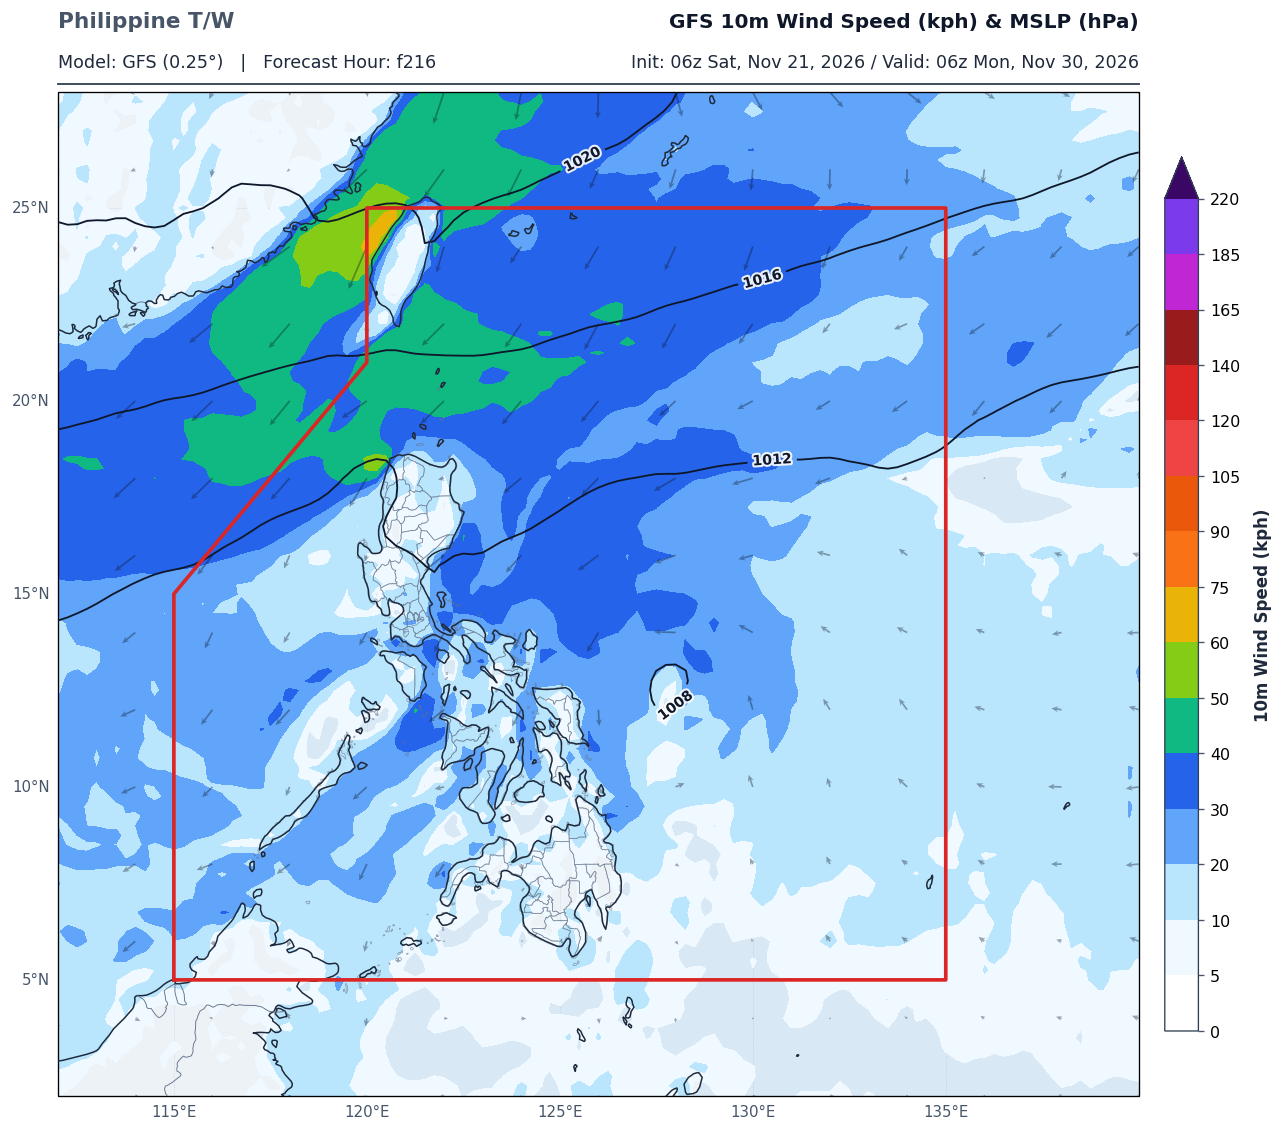 Philippine T/W
GFS 10m Wind Speed (kph) & MSLP (hPa)
Model: GFS (0.25°) | Forecast Hour: f216
Init: 06z Sat, Nov 21, 2026 / Valid: 06z Mon, Nov 30, 2026
1020
1016
1012
1008
25°N
20°N
15°N
10°N
5°N
115°E
120°E
125°E
130°E
135°E
220
185
165
140
120
105
90
75
60
50
40
30
20
10
5
0
10m Wind Speed (kph)